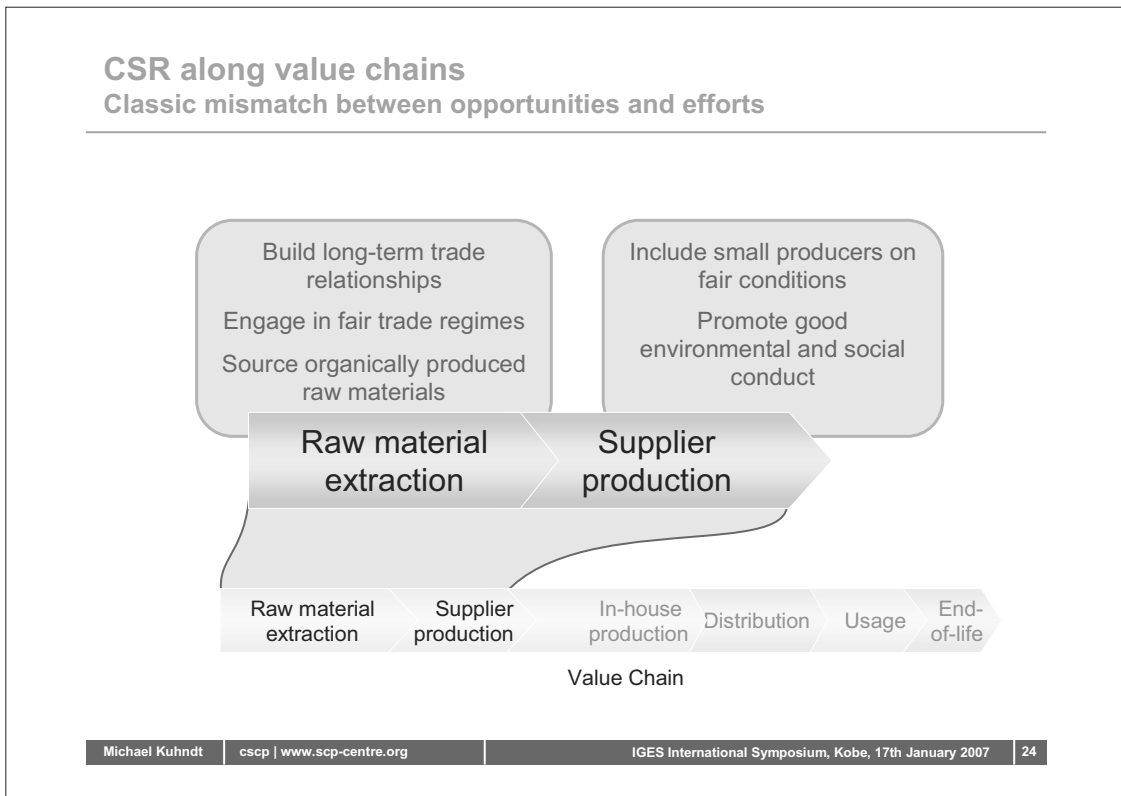 CSR along value chains
Classic mismatch between opportunities and efforts
Build long-term trade
relationships
Engage in fair trade regimes
Source organically produced
raw materials
Include small producers on
fair conditions
Promote good
environmental and social
conduct
Raw material
extraction
Supplier
production
Raw material
extraction
Supplier
production
In-house
production
Distribution
Usage
End-
of-life
Value Chain
Michael Kuhndt
cscp | www.scp-centre.org
IGES International Symposium, Kobe, 17th January 2007
24